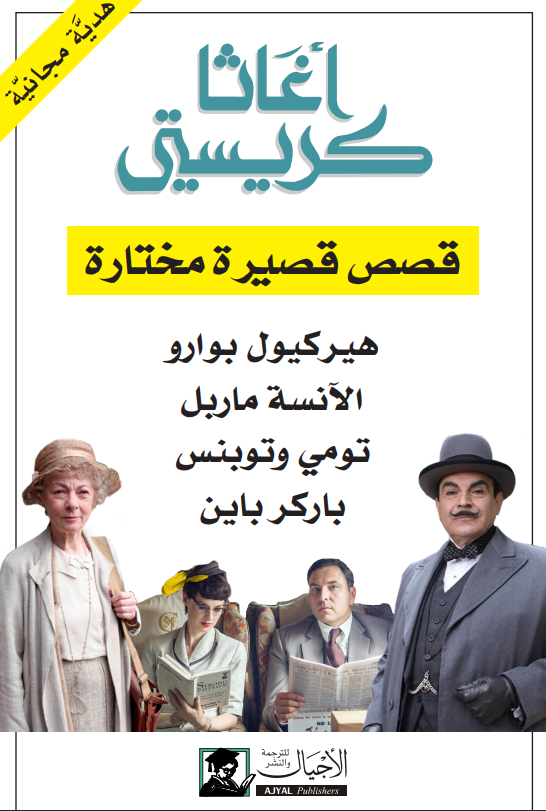 هديَّة مجانيّة
أغاثا
كريستي
قصص قصيرة مختارة
هيركيول بوارو
الآنسة ماربل
تومي وتوبنس
باركر باين
الأجيال للترجمة والنشر
AJYAL Publishers